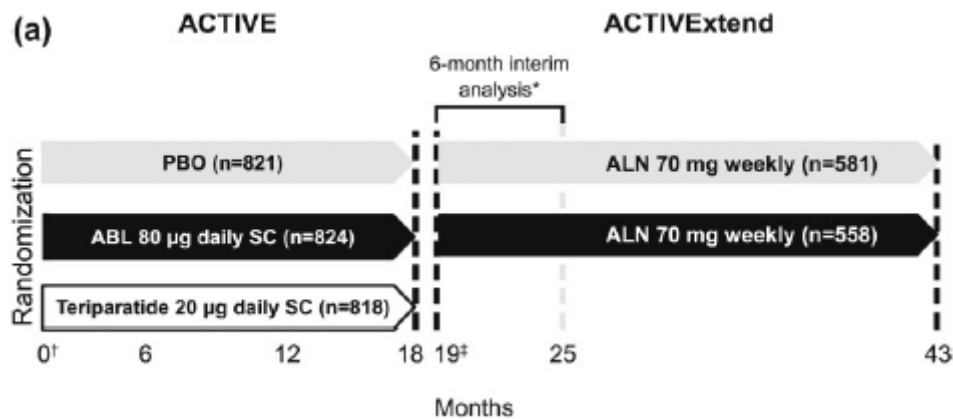 (a)
ACTIVE
ACTIVExtend
6-month interim
analysis*
Randomization
PBO (n=821)
ALN 70 mg weekly (n=581)
ABL 80 µg daily SC (n=824)
ALN 70 mg weekly (n=558)
Teriparatide 20 µg daily SC (n=818)
0† 6 12 18 19‡ 25 43
Months